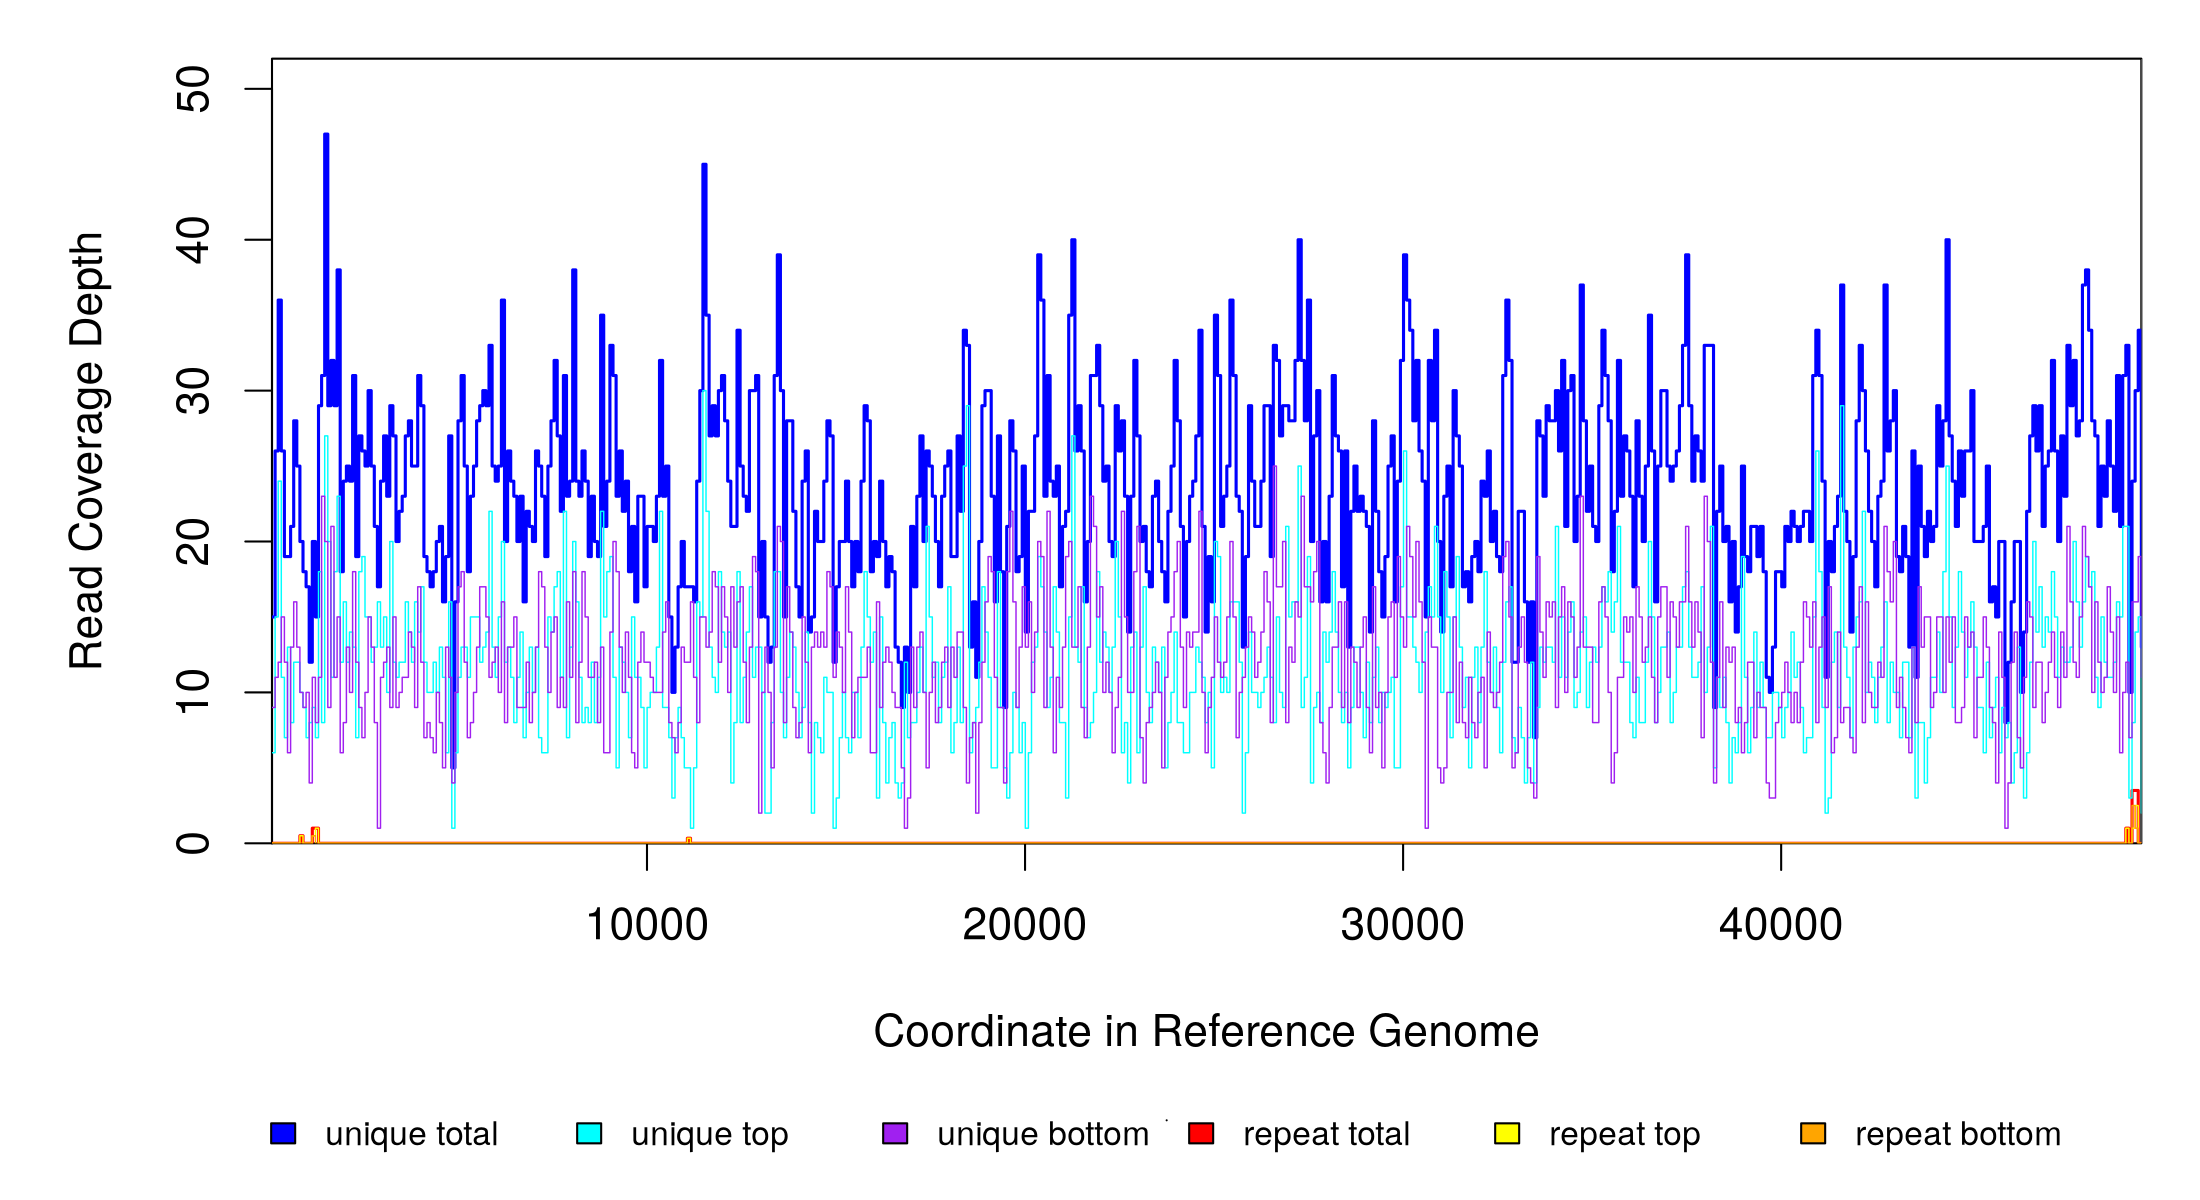 50
40
30
20
10
0
Read Coverage Depth
10000 20000 30000 40000
Coordinate in Reference Genome
unique total unique top unique bottom repeat total repeat top repeat bottom